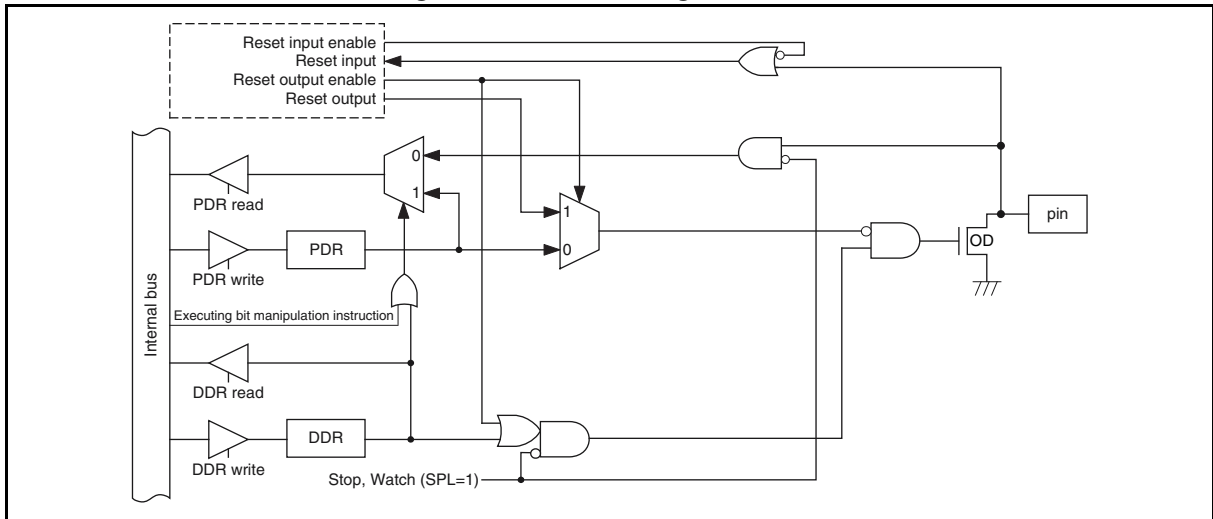 Reset input enable
Reset input
Reset output enable
Reset output
0
1
PDR read
1
pin
OD
PDR
0
PDR write
Internal bus
Executing bit manipulation instruction
DDR read
DDR
DDR write
Stop, Watch (SPL=1)